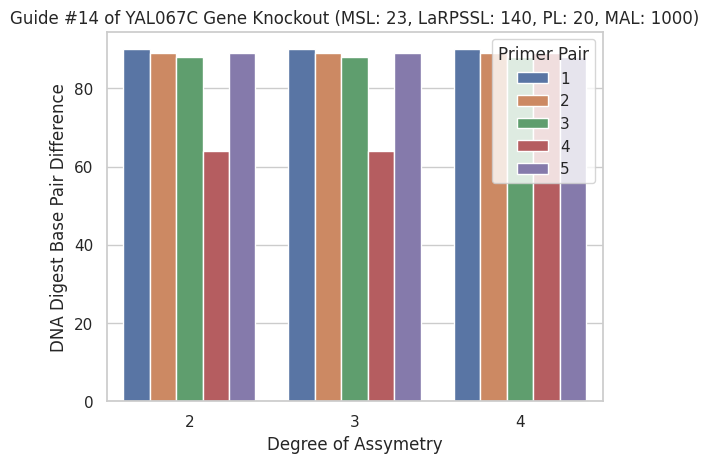 Guide #14 of YAL067C Gene Knockout (MSL: 23, LaRPSSL: 140, PL: 20, MAL: 1000)
DNA Digest Base Pair Difference
80
60
40
20
0
Primer Pair
1
2
3
4
5
2 3 4
Degree of Assymetry